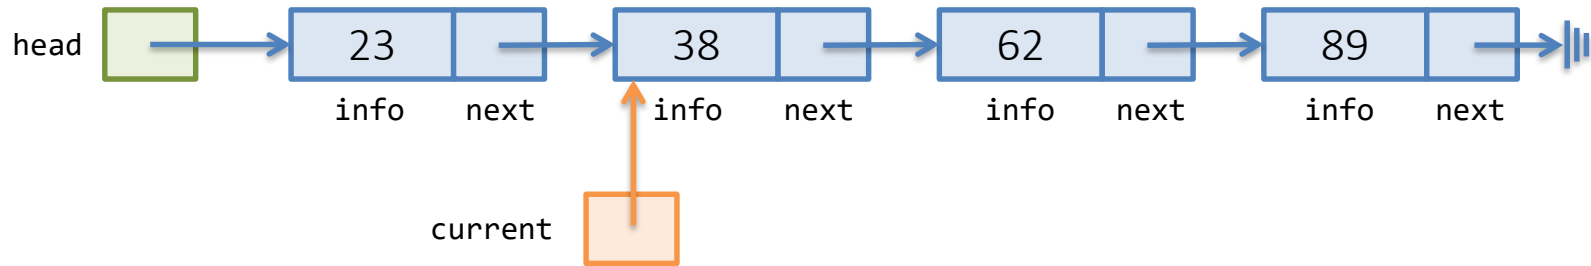 head 23 38 62 89
info next info next info next info next
current